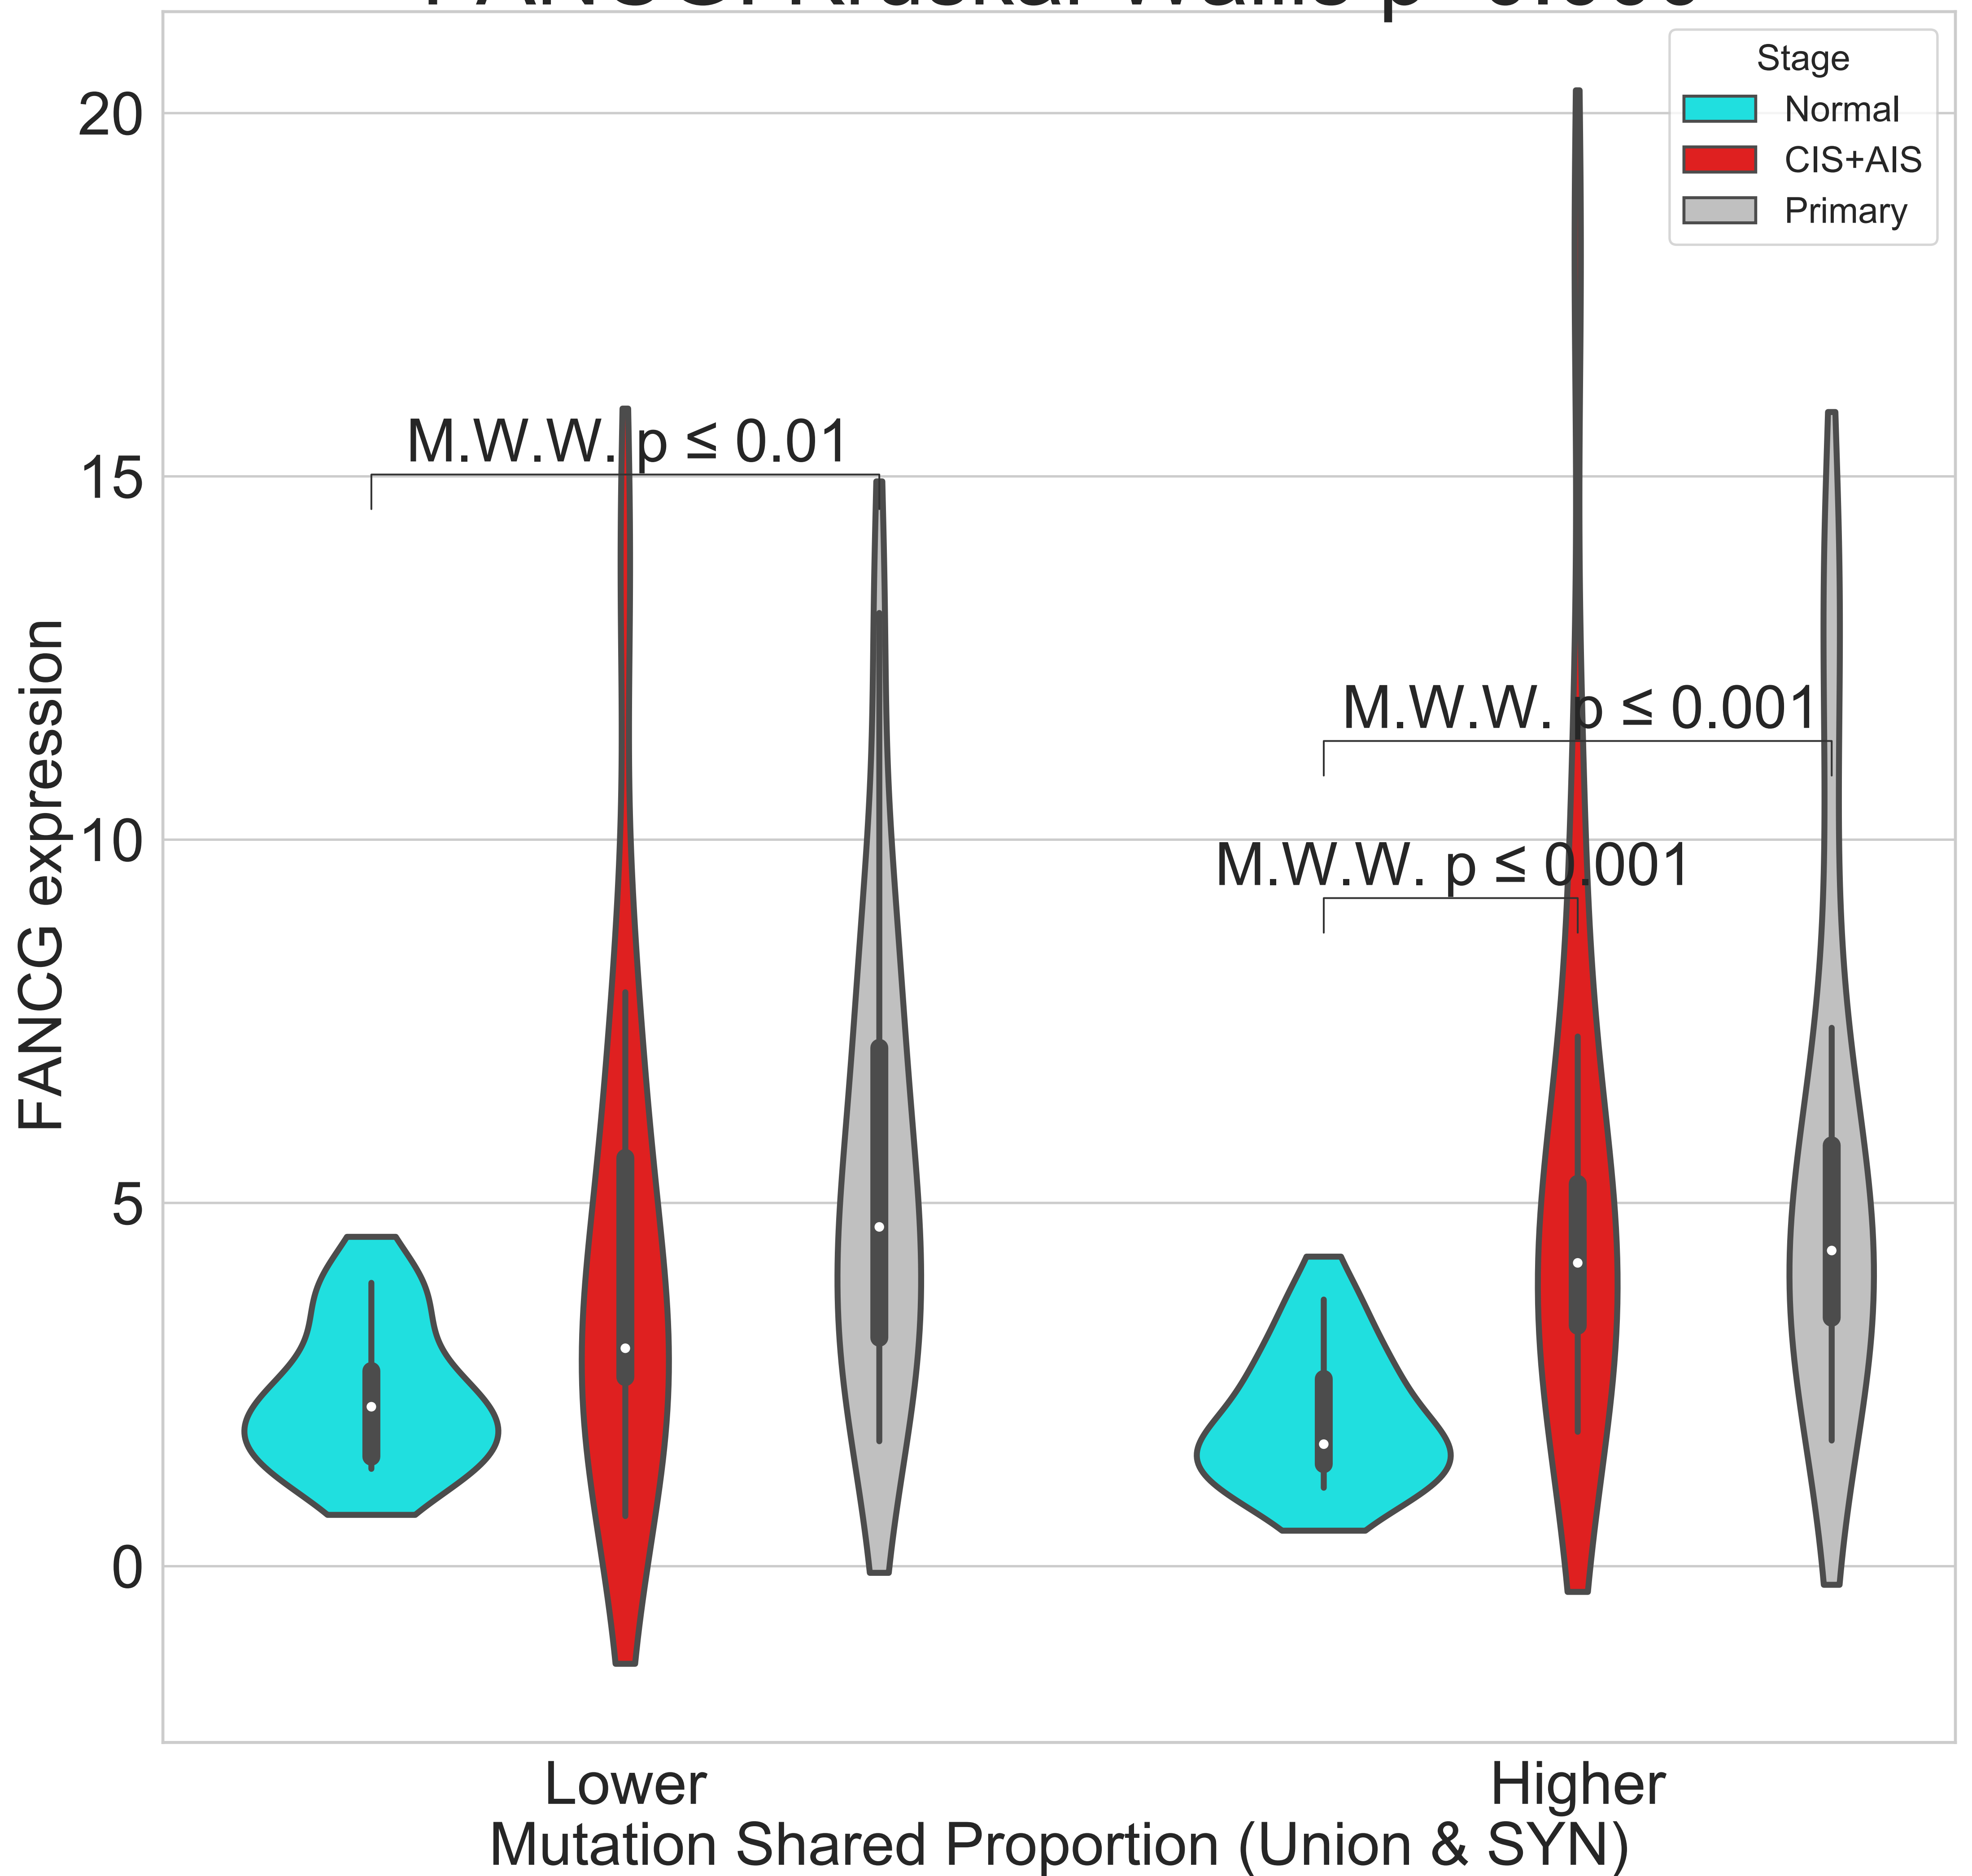 Stage
Normal
CIS+AIS
Primary
20
15
10
5
0
FANCG expression
M.W.W. p ≤ 0.01
M.W.W. p ≤ 0.001
M.W.W. p ≤ 0.001
Lower
Higher
Mutation Shared Proportion (Union & SYN)